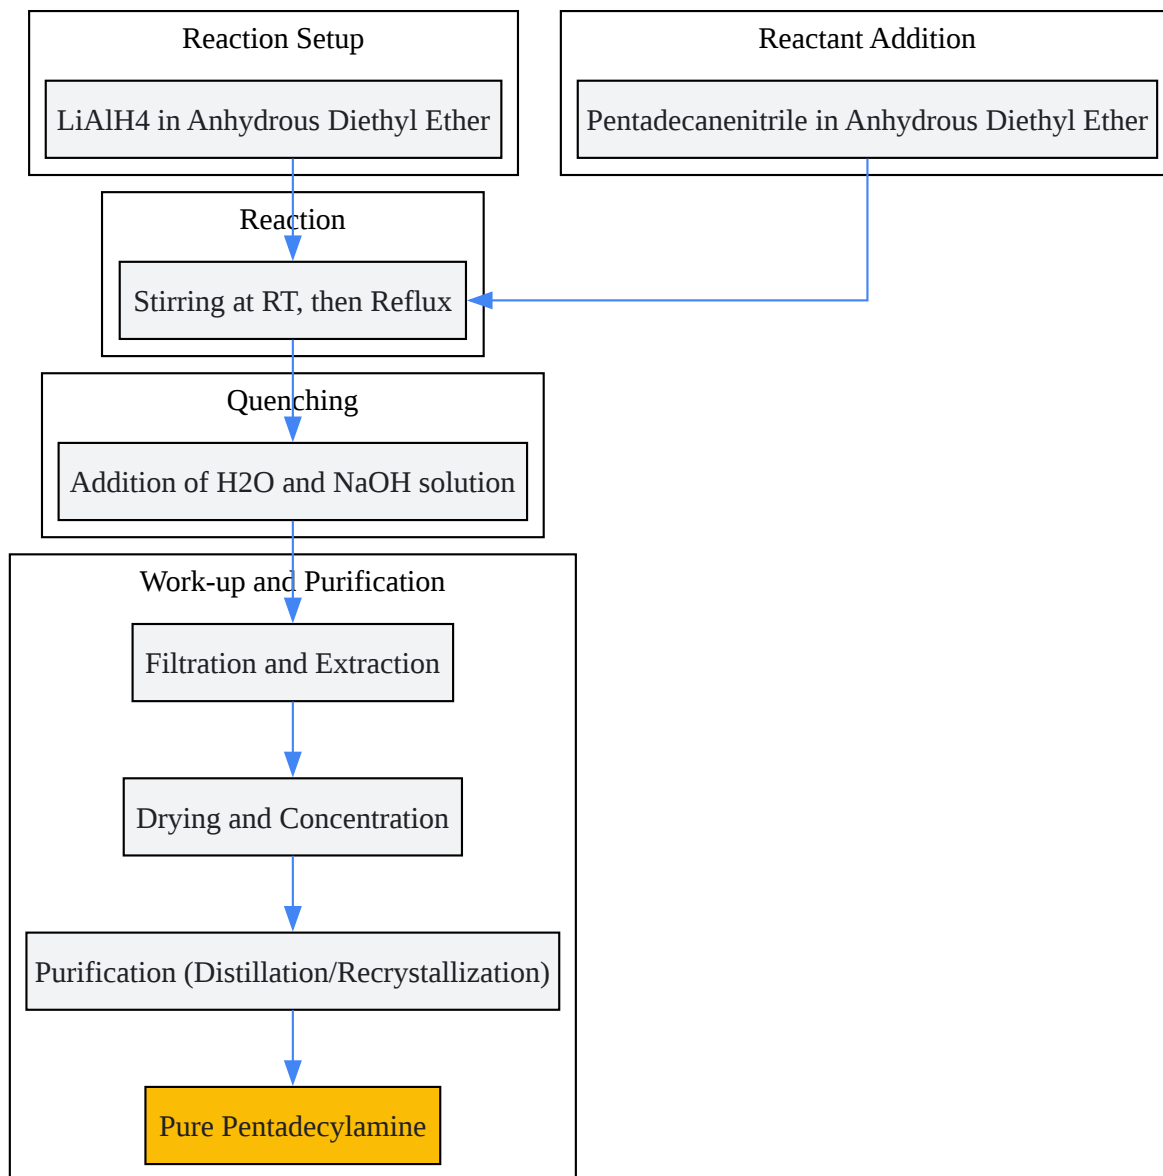 Reaction Setup
LiAlH4 in Anhydrous Diethyl Ether
Reactant Addition
Pentadecanenitrile in Anhydrous Diethyl Ether
Reaction
Stirring at RT, then Reflux
Quenching
Addition of H2O and NaOH solution
Work-up and Purification
Filtration and Extraction
Drying and Concentration
Purification (Distillation/Recrystallization)
Pure Pentadecylamine